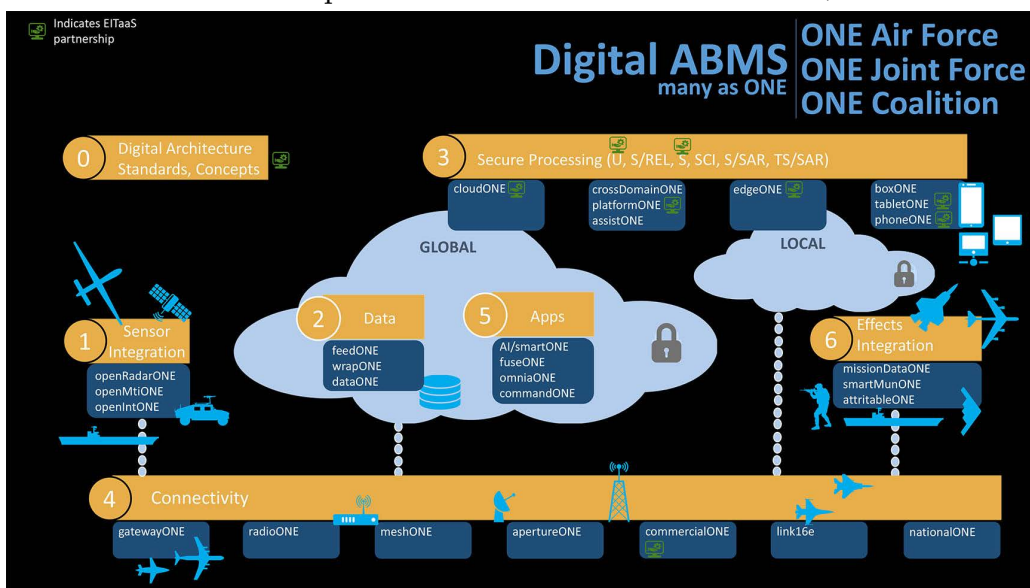 Indicates EITaaS
partnership
Digital ABMS
many as ONE
ONE Air Force
ONE Joint Force
ONE Coalition
0
Digital Architecture
Standards, Concepts
3
Secure Processing (U, S/REL, S, SCI, S/SAR, TS/SAR)
cloudONE
crossDomainONE
platformONE
assistONE
edgeONE
boxONE
tabletONE
phoneONE
GLOBAL
LOCAL
1
Sensor
Integration
openRadarONE
openMtiONE
openIntONE
2
Data
feedONE
wrapONE
dataONE
5
Apps
AI/smartONE
fuseONE
omniaONE
commandONE
6
Effects
Integration
missionDataONE
smartMunONE
attritableONE
4
Connectivity
gatewayONE
radioONE
meshONE
apertureONE
commercialONE
link16e
nationalONE